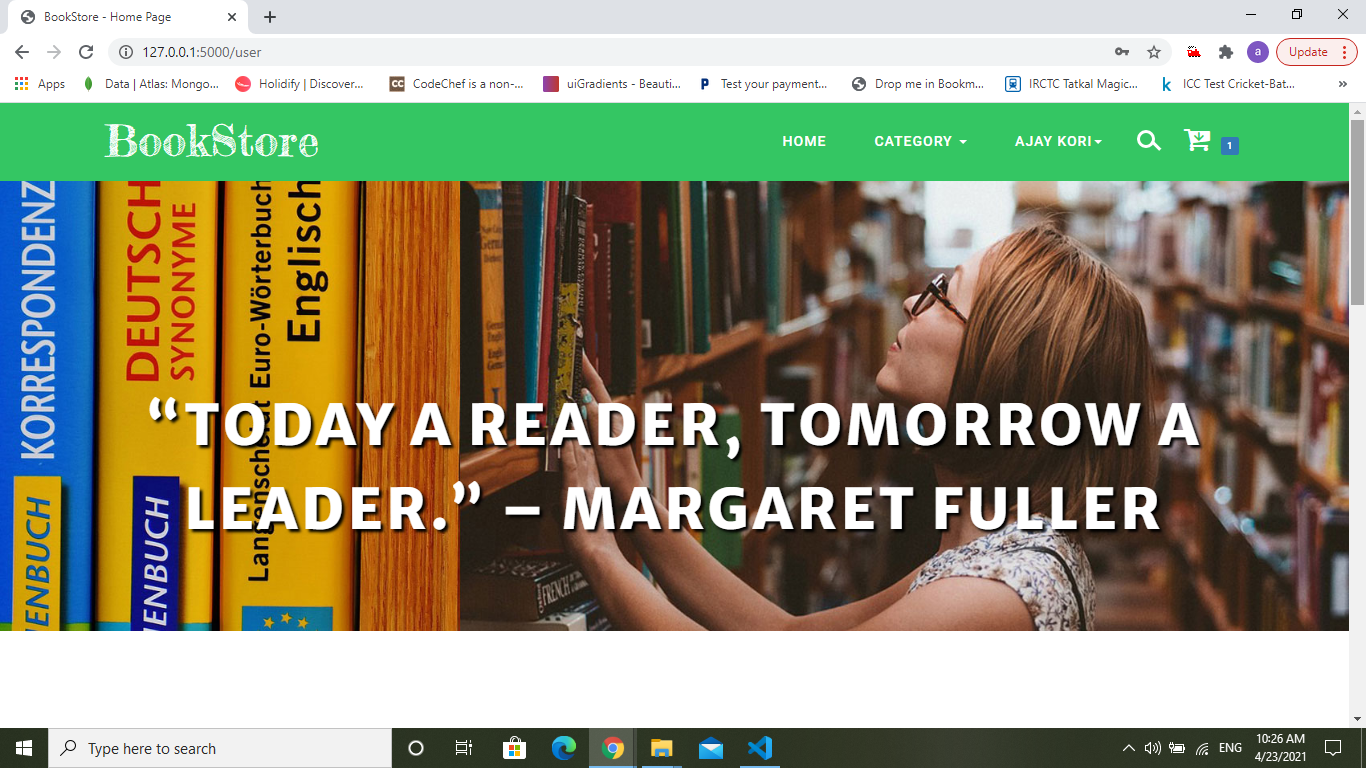 BookStore - Home Page
127.0.0.1:5000/user
Update
a
Apps
Data | Atlas: Mongo...
Holidify | Discover...
CC
CodeChef is a non-...
uiGradients - Beauti...
P
Test your payment...
Drop me in Bookm...
IRCTC Tatkal Magic...
k
ICC Test Cricket-Bat...
»
BookStore
HOME
CATEGORY
AJAY KORI
1
KORRESPONDENZ
DEUTSCH
SYNONYME
Euro-Wörterbuch
Englisch
ENBUCH
ENBUCH
FRENCH
“TODAY A READER, TOMORROW A
LEADER.” – MARGARET FULLER
Type here to search
ENG
10:26 AM
4/23/2021